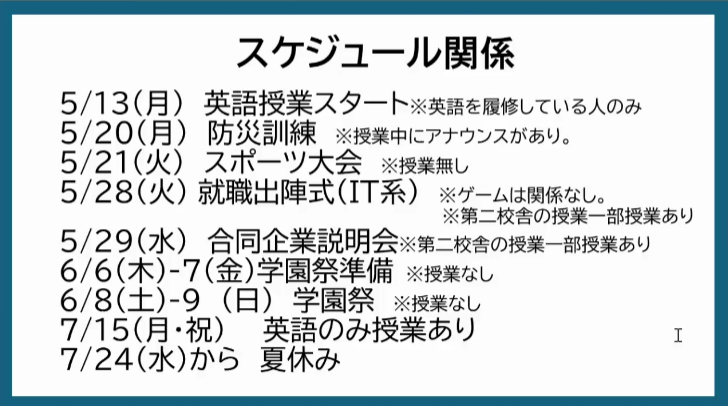 スケジュール関係
5/13(月) 英語授業スタート※英語を履修している人のみ
5/20(月) 防災訓練 ※授業中にアナウンスがあり。
5/21(火) スポーツ大会 ※授業無し
5/28(火) 就職出陣式(IT系) ※ゲームは関係なし。
※第二校舎の授業一部授業あり
5/29(水) 合同企業説明会※第二校舎の授業一部授業あり
6/6(木)-7(金)学園祭準備 ※授業なし
6/8(土)-9 (日) 学園祭 ※授業なし
7/15(月・祝) 英語のみ授業あり
7/24(水)から 夏休み